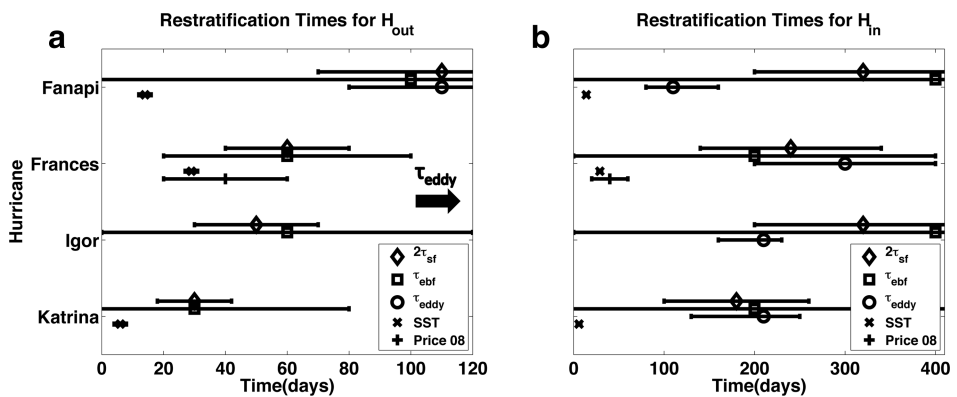 a
Restratification Times for H_out
Hurricane
Fanapi
Frances
Igor
Katrina
τ_eddy
2τ_sf
τ_ebf
τ_eddy
SST
Price 08
0 20 40 60 80 100 120
Time(days)
b
Restratification Times for H_in
2τ_sf
τ_ebf
τ_eddy
SST
Price 08
0 100 200 300 400
Time(days)